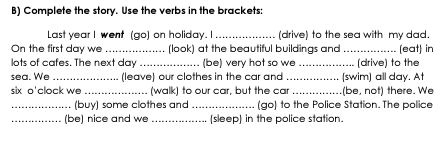 B) Complete the story. Use the verbs in the brackets:
Last year I went (go) on holiday. I .................. (drive) to the sea with my dad.
On the first day we .................. (look) at the beautiful buildings and ................ (eat) in
lots of cafes. The next day .................. (be) very hot so we ................. (drive) to the
sea. We .................... (leave) our clothes in the car and ................ (swim) all day. At
six o'clock we ................... (walk) to our car, but the car ...............(be, not) there. We
.................. (buy) some clothes and ................... (go) to the Police Station. The police
............... (be) nice and we ................. (sleep) in the police station.